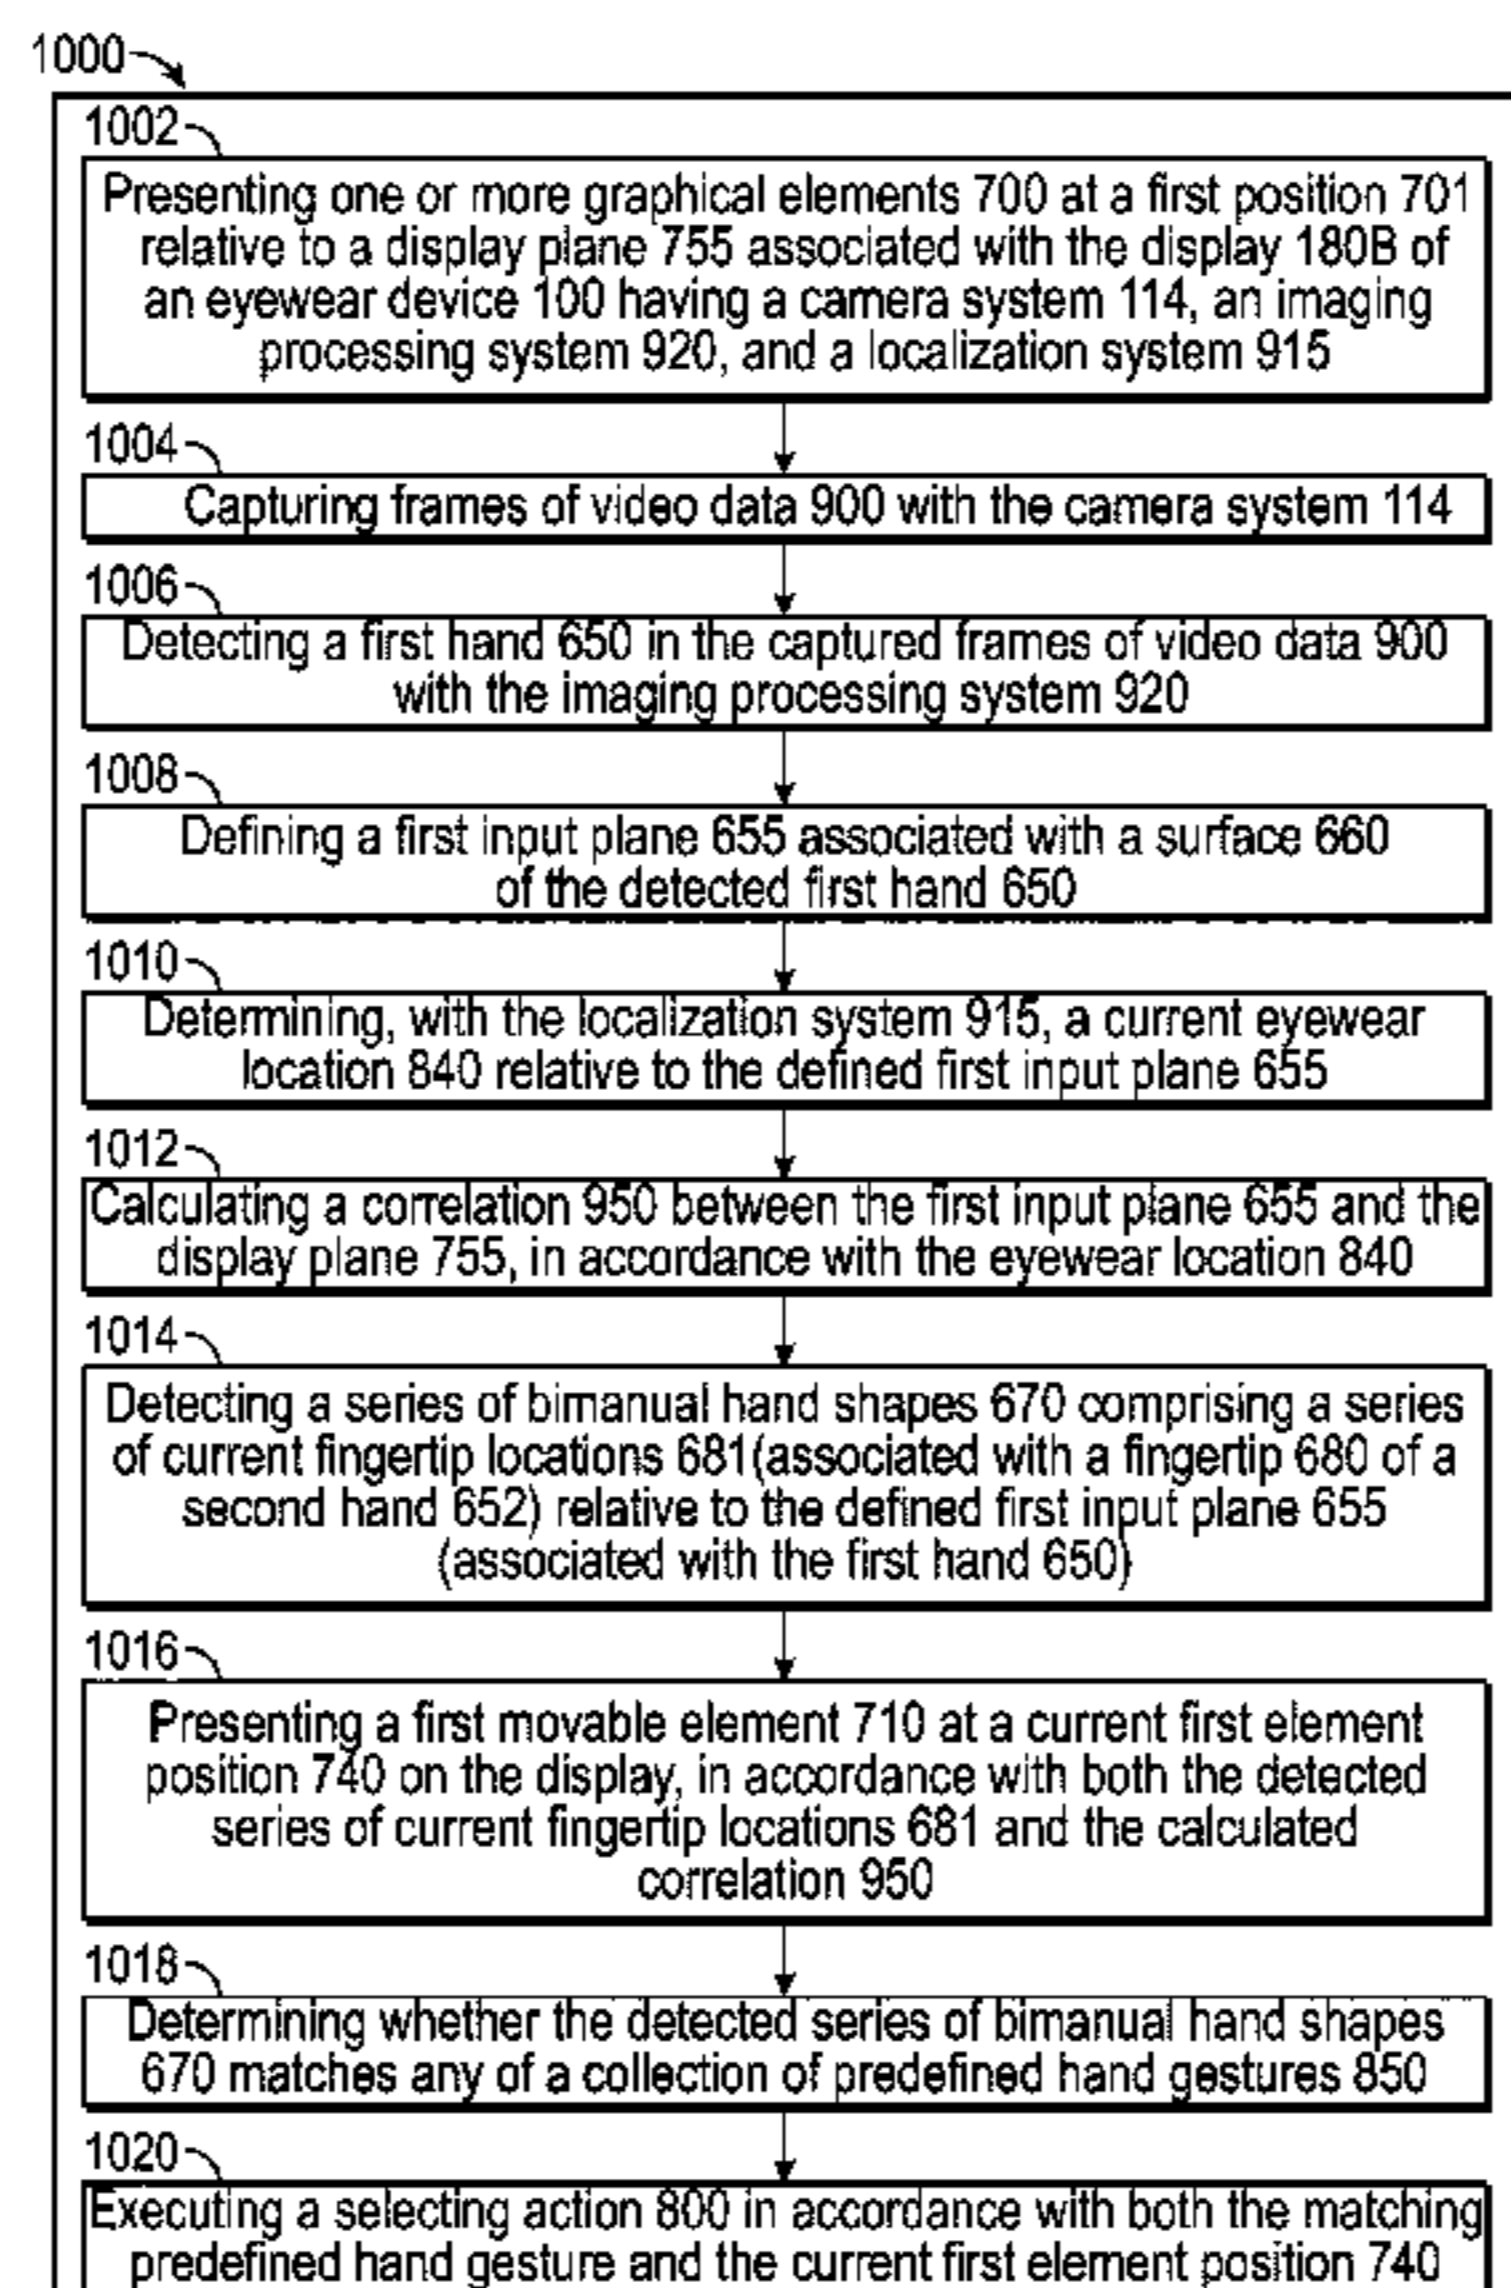 1000
1002
Presenting one or more graphical elements 700 at a first position 701
relative to a display plane 755 associated with the display 180B of
an eyewear device 100 having a camera system 114, an imaging
processing system 920, and a localization system 915
1004
Capturing frames of video data 900 with the camera system 114
1006
Detecting a first hand 650 in the captured frames of video data 900
with the imaging processing system 920
1008
Defining a first input plane 655 associated with a surface 660
of the detected first hand 650
1010
Determining, with the localization system 915, a current eyewear
location 840 relative to the defined first input plane 655
1012
Calculating a correlation 950 between the first input plane 655 and the
display plane 755, in accordance with the eyewear location 840
1014
Detecting a series of bimanual hand shapes 670 comprising a series
of current fingertip locations 681(associated with a fingertip 680 of a
second hand 652) relative to the defined first input plane 655
(associated with the first hand 650)
1016
Presenting a first movable element 710 at a current first element
position 740 on the display, in accordance with both the detected
series of current fingertip locations 681 and the calculated
correlation 950
1018
Determining whether the detected series of bimanual hand shapes
670 matches any of a collection of predefined hand gestures 850
1020
Executing a selecting action 800 in accordance with both the matching
predefined hand gesture and the current first element position 740